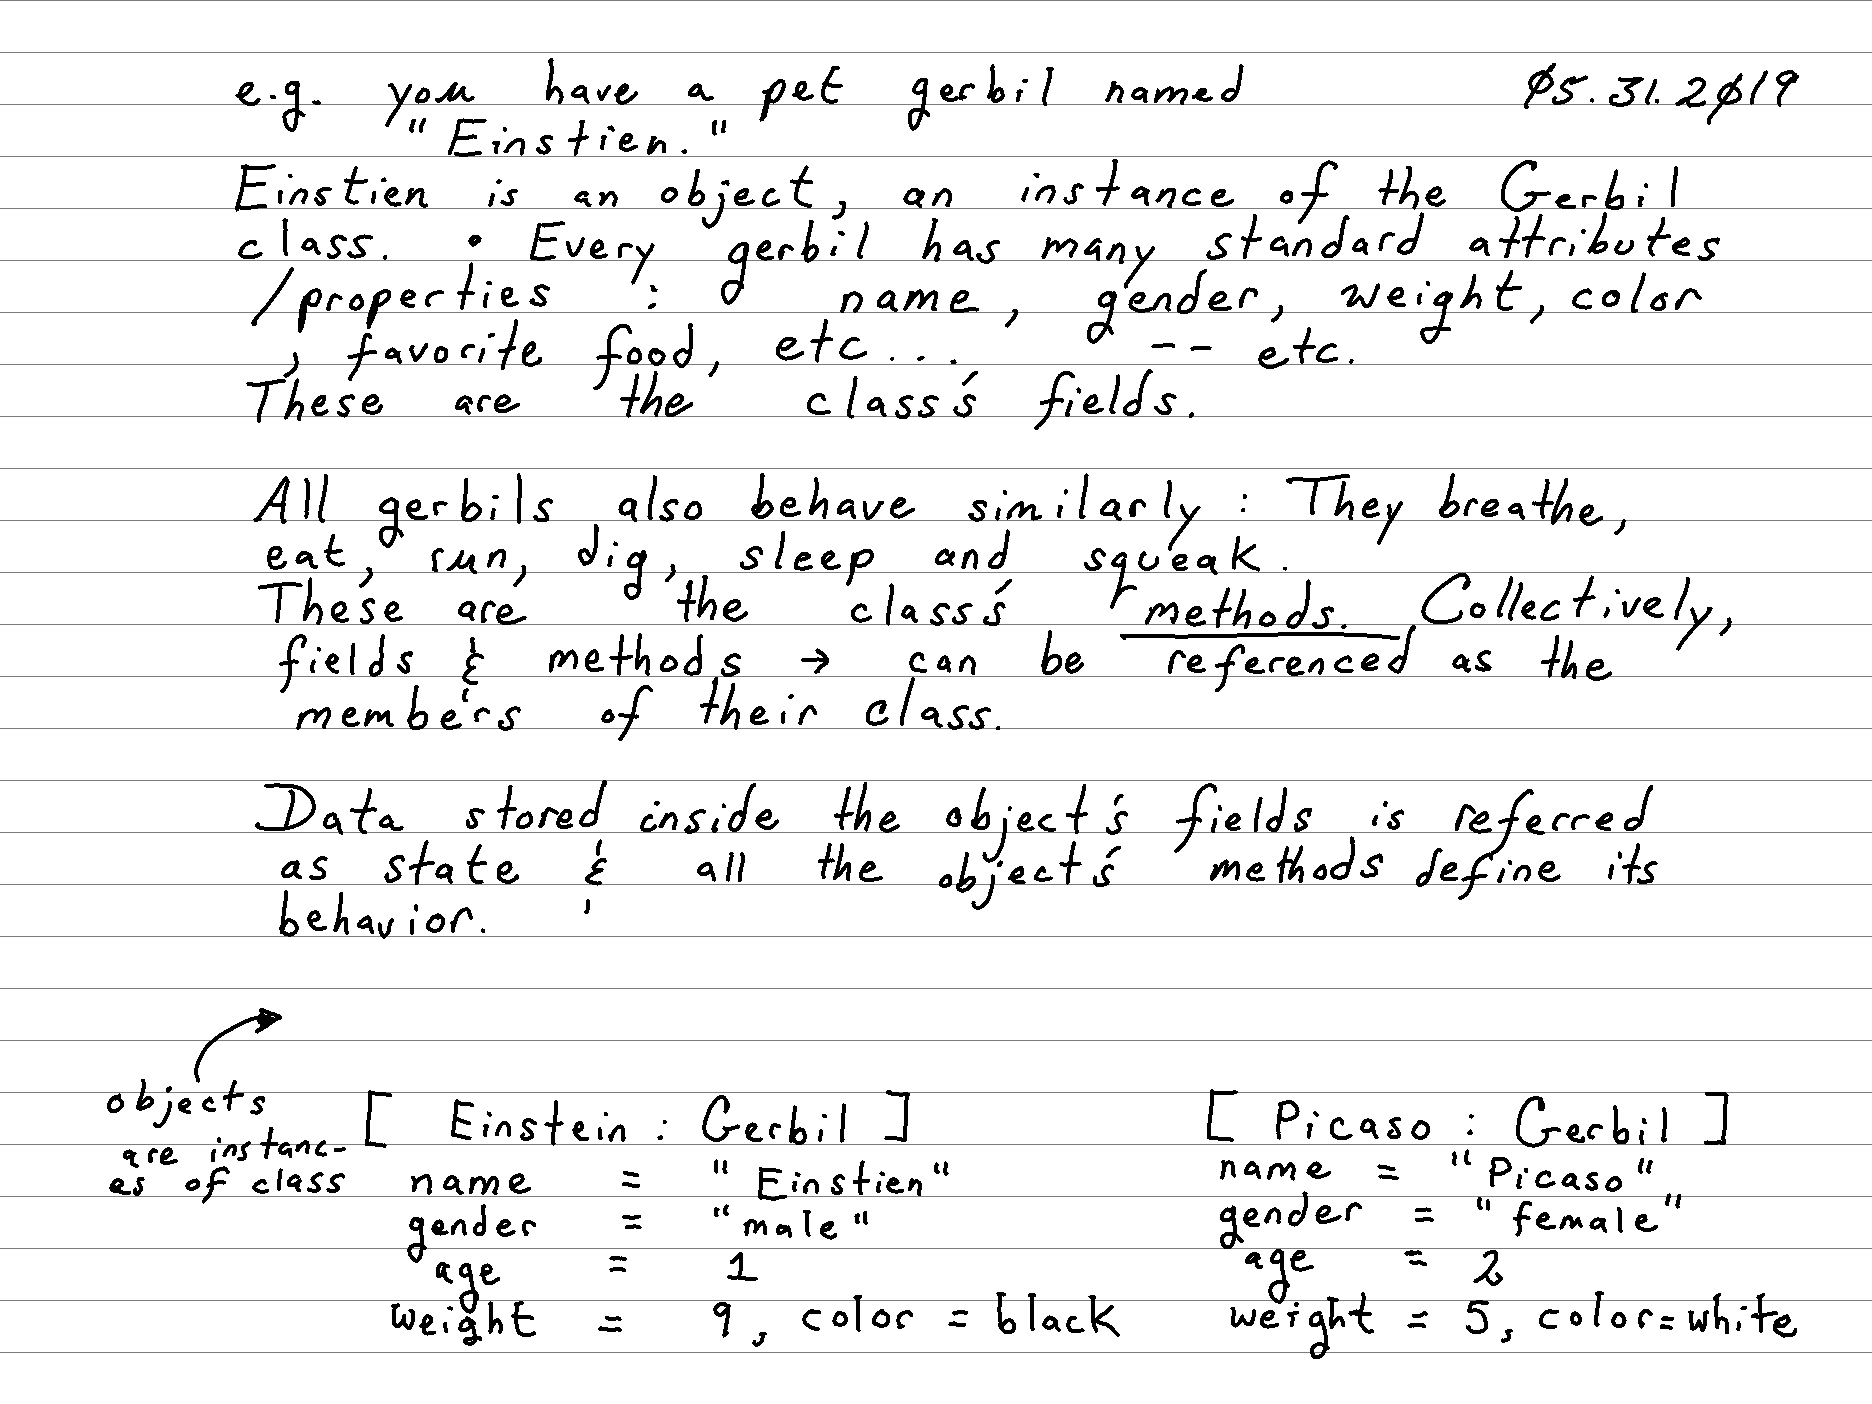 e.g. you have a pet gerbil named
05.31.2019
"Einstien."
Einstien is an object, an instance of the Gerbil
class. • Every gerbil has many standard attributes
/properties : name, gender, weight, color
, favorite food, etc... -- etc.
These are the class's fields.
All gerbils also behave similarly : They breathe,
eat, run, dig, sleep and squeak.
These are the class's methods. Collectively,
fields & methods → can be referenced as the
members of their class.
Data stored inside the object's fields is referred
as state & all the object's methods define its
behavior.
objects
are instanc-
es of class
[ Einstein : Gerbil ]
name = "Einstien"
gender = "male"
age = 1
weight = 9, color = black
[ Picaso : Gerbil ]
name = "Picaso"
gender = "female"
age = 2
weight = 5, color=white